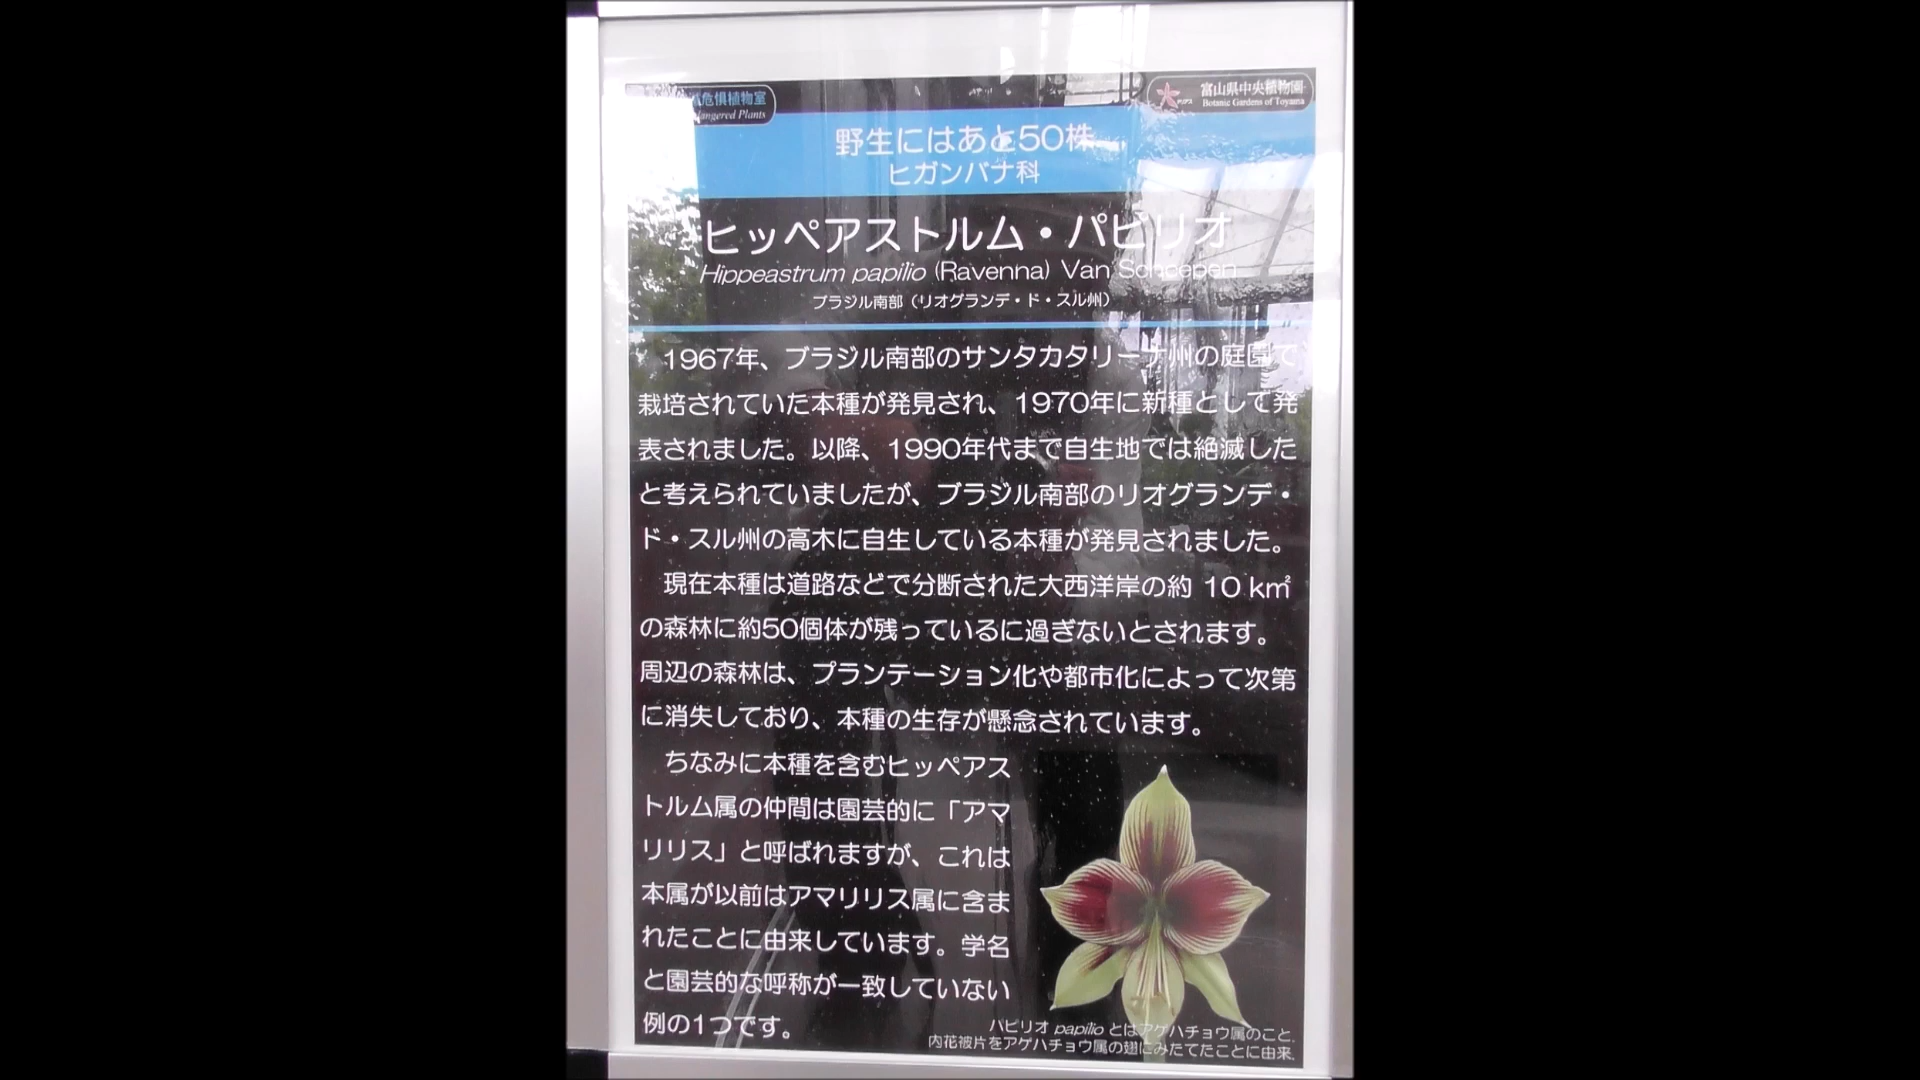 危惧植物室
angered Plants
富山県中央植物園
Botanic Gardens of Toyama
野生にはあと50株
ヒガンバナ科
ヒッペアストルム・パピリオ
Hippeastrum papilio (Ravenna) Van Scheepen
ブラジル南部（リオグランデ・ド・スル州）
1967年、ブラジル南部のサンタカタリーナ州の庭園で
栽培されていた本種が発見され、1970年に新種として発
表されました。以降、1990年代まで自生地では絶滅した
と考えられていましたが、ブラジル南部のリオグランデ・
ド・スル州の高木に自生している本種が発見されました。
現在本種は道路などで分断された大西洋岸の約 10 k㎡
の森林に約50個体が残っているに過ぎないとされます。
周辺の森林は、プランテーション化や都市化によって次第
に消失しており、本種の生存が懸念されています。
ちなみに本種を含むヒッペアス
トルム属の仲間は園芸的に「アマ
リリス」と呼ばれますが、これは
本属が以前はアマリリス属に含ま
れたことに由来しています。学名
と園芸的な呼称が一致していない
例の1つです。
パピリオ papilio とはアゲハチョウ属のこと.
内花被片をアゲハチョウ属の翅にみたてたことに由来.